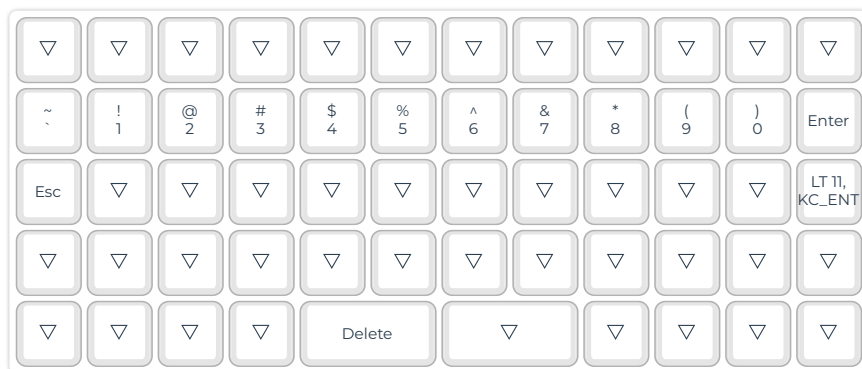 ▽ ▽ ▽ ▽ ▽ ▽ ▽ ▽ ▽ ▽ ▽ ▽
~ ! @ # $ % ^ & * ( )
` 1 2 3 4 5 6 7 8 9 0 Enter
Esc ▽ ▽ ▽ ▽ ▽ ▽ ▽ ▽ ▽ ▽ LT 11,
KC_ENT
▽ ▽ ▽ ▽ ▽ ▽ ▽ ▽ ▽ ▽ ▽ ▽
▽ ▽ ▽ ▽ Delete ▽ ▽ ▽ ▽ ▽